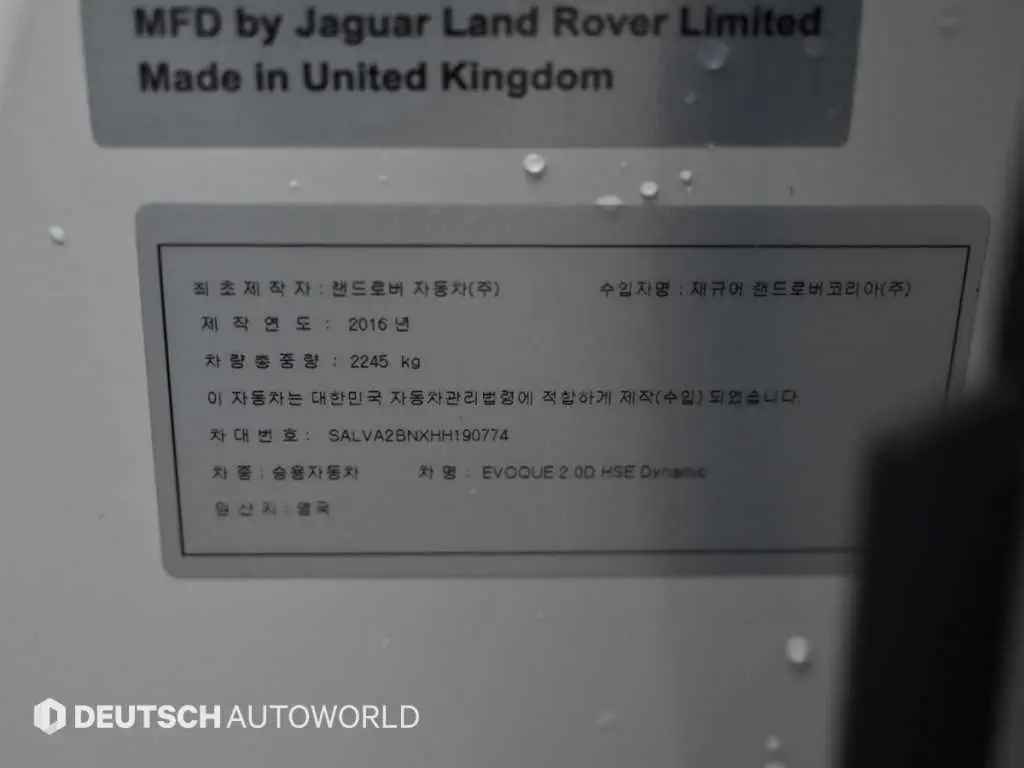 MFD by Jaguar Land Rover Limited
Made in United Kingdom
최초제작자 : 랜드로버 자동차(주) 수입자명 : 재규어 랜드로버코리아(주)
제작연도 : 2016 년
차량총중량 : 2245 kg
이 자동차는 대한민국 자동차관리법령에 적합하게 제작(수입) 되었습니다.
차대번호 : SALVA2BNXHH190774
차종 : 승용자동차 차명 : EVOQUE 2.0D HSE Dynamic
원산지 : 영국
DEUTSCH AUTOWORLD